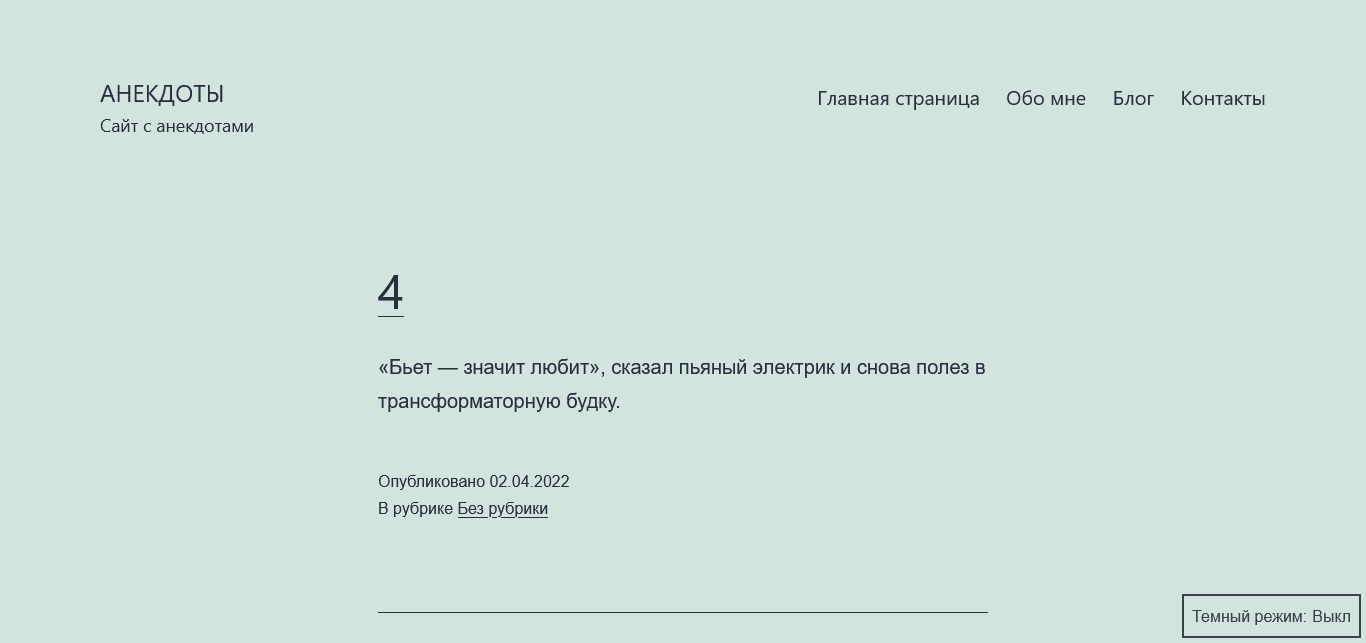 АНЕКДОТЫ
Сайт с анекдотами
Главная страница Обо мне Блог Контакты
4
«Бьет — значит любит», сказал пьяный электрик и снова полез в
трансформаторную будку.
Опубликовано 02.04.2022
В рубрике Без рубрики
Темный режим: Выкл